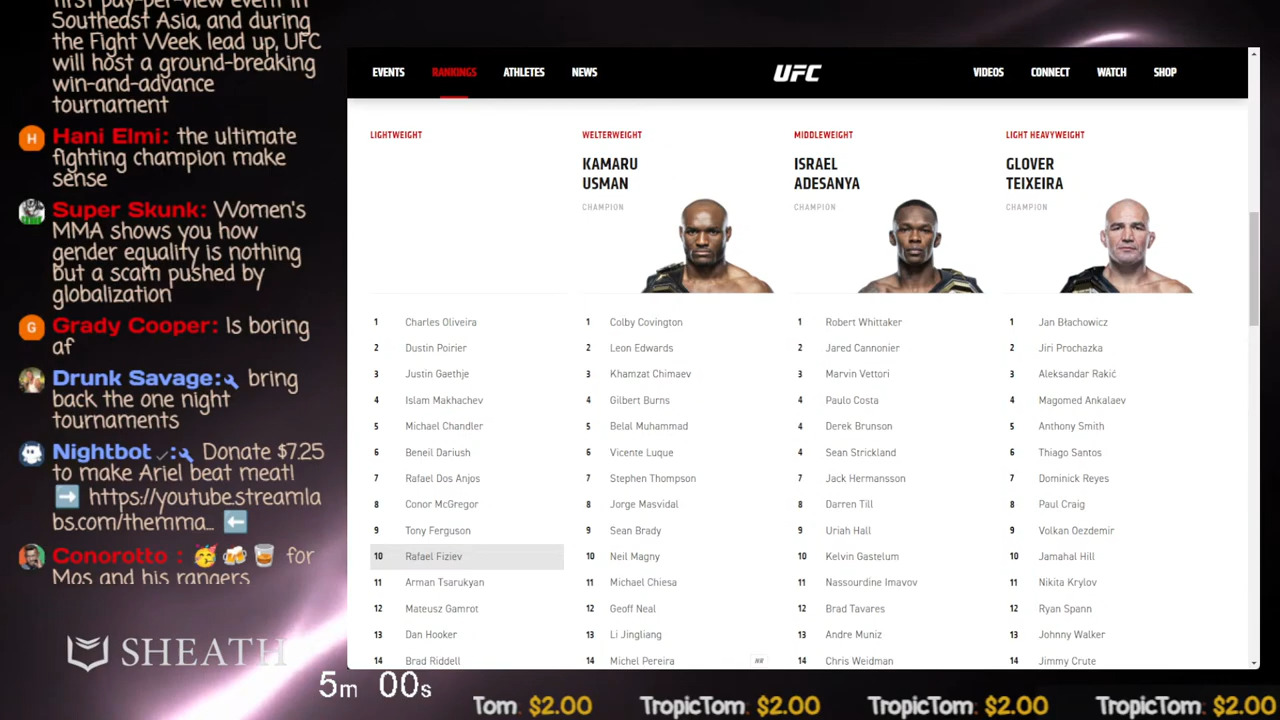 first pay-per-view event in
Southeast Asia, and during
the Fight Week lead up, UFC
will host a ground-breaking
win-and-advance
tournament
H Hani Elmi: the ultimate
fighting champion make
sense
Super Skunk: Women's
MMA shows you how
gender equality is nothing
but a scam pushed by
globalization
G Grady Cooper: Is boring
af
Drunk Savage: bring
back the one night
tournaments
Nightbot ✓: Donate $7.25
to make Ariel beat meat!
➡️ https://youtube.streamla
bs.com/themma... ⬅️
Conorotto : 🥳🍻🥃 for
Mos and his rangers
SHEATH
5m 00s
EVENTS RANKINGS ATHLETES NEWS UFC VIDEOS CONNECT WATCH SHOP
LIGHTWEIGHT
1 Charles Oliveira
2 Dustin Poirier
3 Justin Gaethje
4 Islam Makhachev
5 Michael Chandler
6 Beneil Dariush
7 Rafael Dos Anjos
8 Conor McGregor
9 Tony Ferguson
10 Rafael Fiziev
11 Arman Tsarukyan
12 Mateusz Gamrot
13 Dan Hooker
14 Brad Riddell
WELTERWEIGHT
KAMARU
USMAN
CHAMPION
1 Colby Covington
2 Leon Edwards
3 Khamzat Chimaev
4 Gilbert Burns
5 Belal Muhammad
6 Vicente Luque
7 Stephen Thompson
8 Jorge Masvidal
9 Sean Brady
10 Neil Magny
11 Michael Chiesa
12 Geoff Neal
13 Li Jingliang
14 Michel Pereira NR
MIDDLEWEIGHT
ISRAEL
ADESANYA
CHAMPION
1 Robert Whittaker
2 Jared Cannonier
3 Marvin Vettori
4 Paulo Costa
4 Derek Brunson
4 Sean Strickland
7 Jack Hermansson
8 Darren Till
9 Uriah Hall
10 Kelvin Gastelum
11 Nassourdine Imavov
12 Brad Tavares
13 Andre Muniz
14 Chris Weidman
LIGHT HEAVYWEIGHT
GLOVER
TEIXEIRA
CHAMPION
1 Jan Błachowicz
2 Jiri Prochazka
3 Aleksandar Rakić
4 Magomed Ankalaev
5 Anthony Smith
6 Thiago Santos
7 Dominick Reyes
8 Paul Craig
9 Volkan Oezdemir
10 Jamahal Hill
11 Nikita Krylov
12 Ryan Spann
13 Johnny Walker
14 Jimmy Crute
Tom: $2.00 TropicTom: $2.00 TropicTom: $2.00 TropicTom: $2.00